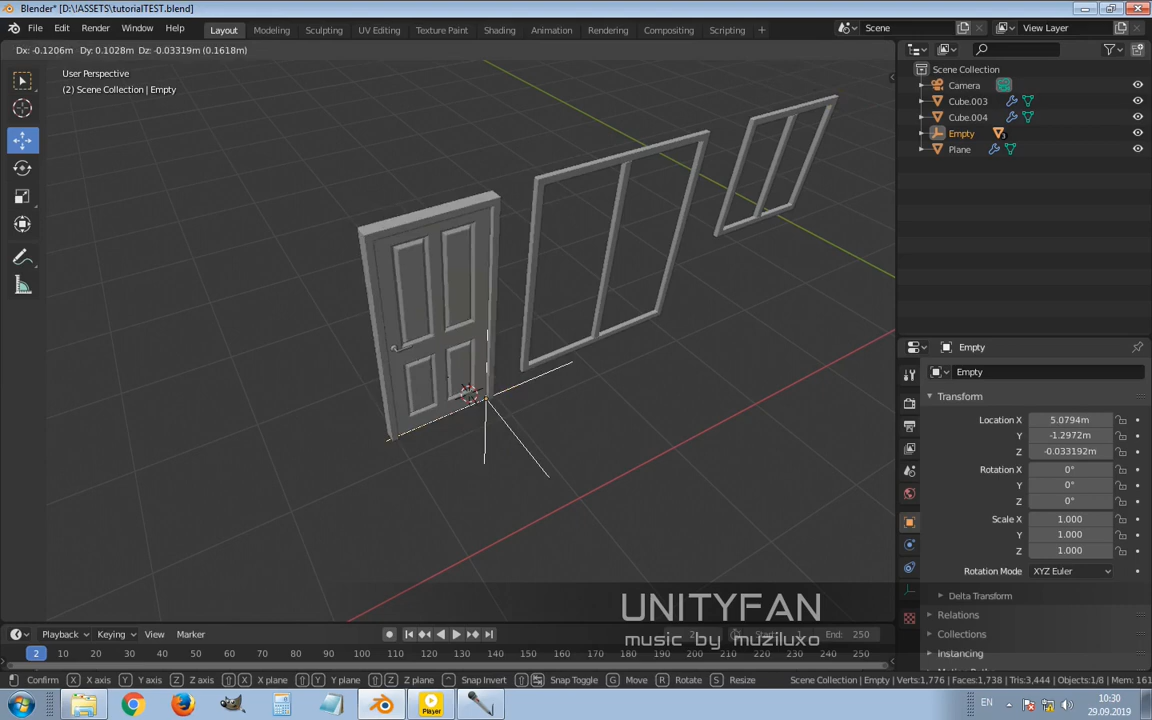 Blender* [D:\!ASSETS\tutorialTEST.blend]
File Edit Render Window Help Layout Modeling Sculpting UV Editing Texture Paint Shading Animation Rendering Compositing Scripting + Scene View Layer
Dx: -0.1206m Dy: 0.1028m Dz: -0.03319m (0.1618m)
User Perspective
(2) Scene Collection | Empty
Scene Collection
Camera
Cube.003
Cube.004
Empty
Plane
Empty
Empty
Transform
Location X 5.0794m
Y -1.2972m
Z -0.033192m
Rotation X 0°
Y 0°
Z 0°
Scale X 1.000
Y 1.000
Z 1.000
Rotation Mode XYZ Euler
Delta Transform
Relations
Collections
Instancing
UNITYFAN
music by muziluxo
Playback Keying View Marker 2 End: 250
2 10 20 30 40 50 60 70 80 90 100 110 120 130 140 150 160 170 180 190 200 210 220 230 240 250
Confirm X X axis Y Y axis Z Z axis X X plane Y Y plane Z Z plane Snap Invert Snap Toggle G Move R Rotate S Resize Scene Collection | Empty | Verts:1,776 | Faces:1,738 | Tris:3,444 | Objects:1/8 | Mem: 161
Player
EN
10:30
29.09.2019